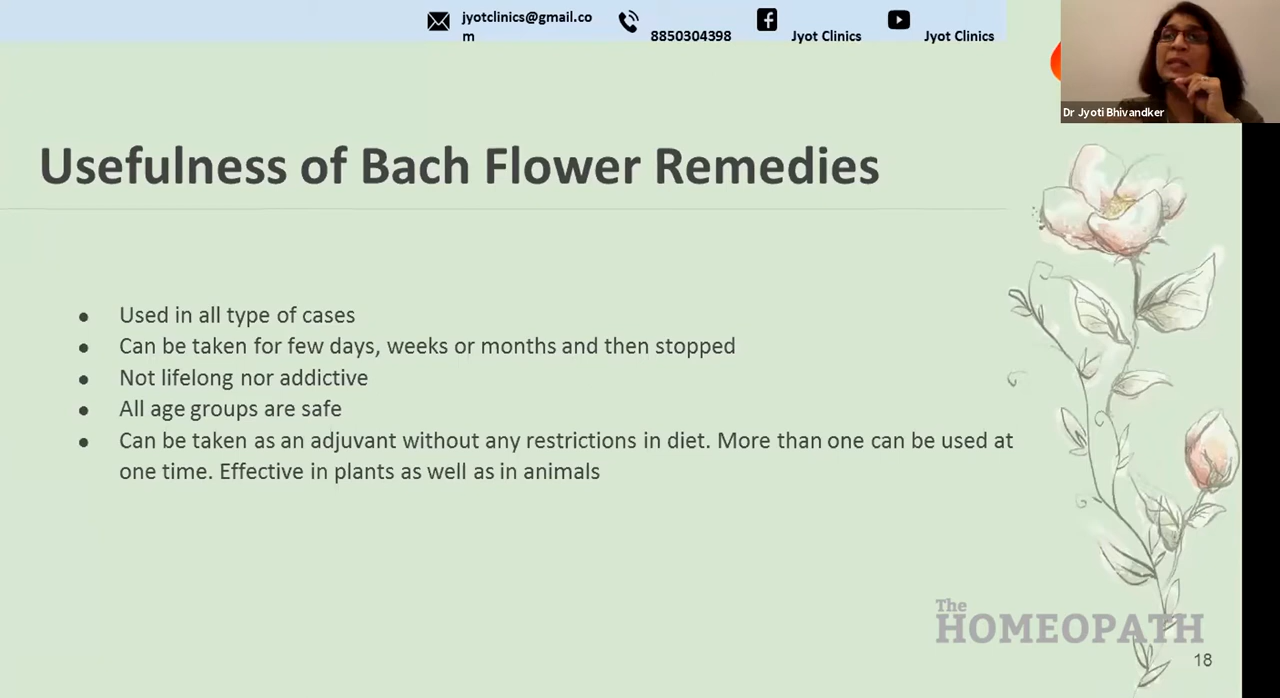 jyotclinics@gmail.co
m
8850304398
Jyot Clinics
Jyot Clinics
Dr Jyoti Bhivandker
Usefulness of Bach Flower Remedies
● Used in all type of cases
● Can be taken for few days, weeks or months and then stopped
● Not lifelong nor addictive
● All age groups are safe
● Can be taken as an adjuvant without any restrictions in diet. More than one can be used at
one time. Effective in plants as well as in animals
The
HOMEOPATH
18